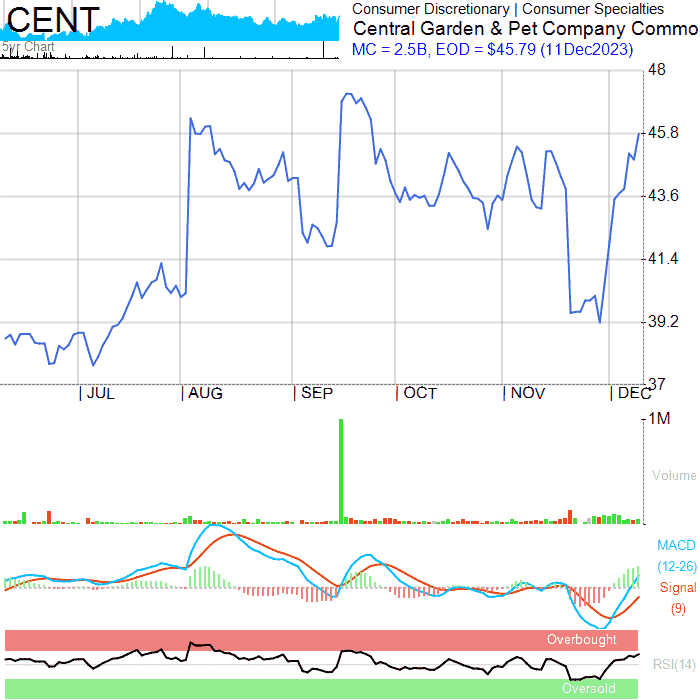 CENT
5yr Chart
Consumer Discretionary | Consumer Specialties
Central Garden & Pet Company Commo
MC = 2.5B, EOD = $45.79 (11Dec2023)
48
45.8
43.6
41.4
39.2
37
JUL
AUG
SEP
OCT
NOV
DEC
1M
Volume
MACD
(12-26)
Signal
(9)
Overbought
RSI(14)
Oversold